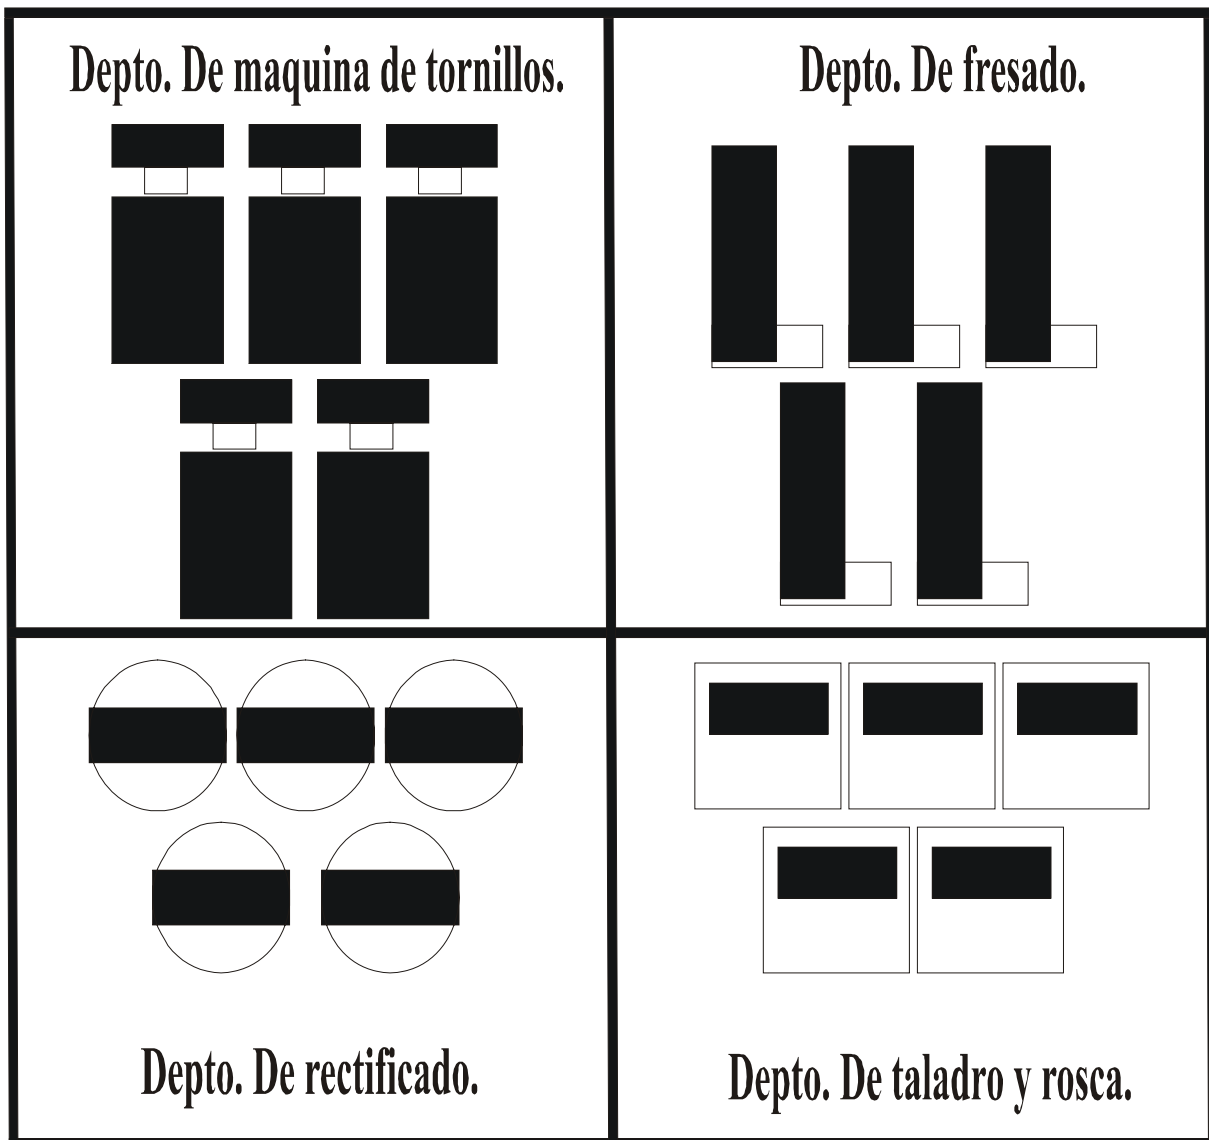 Depto. De maquina de tornillos.
Depto. De fresado.
Depto. De rectificado.
Depto. De taladro y rosca.